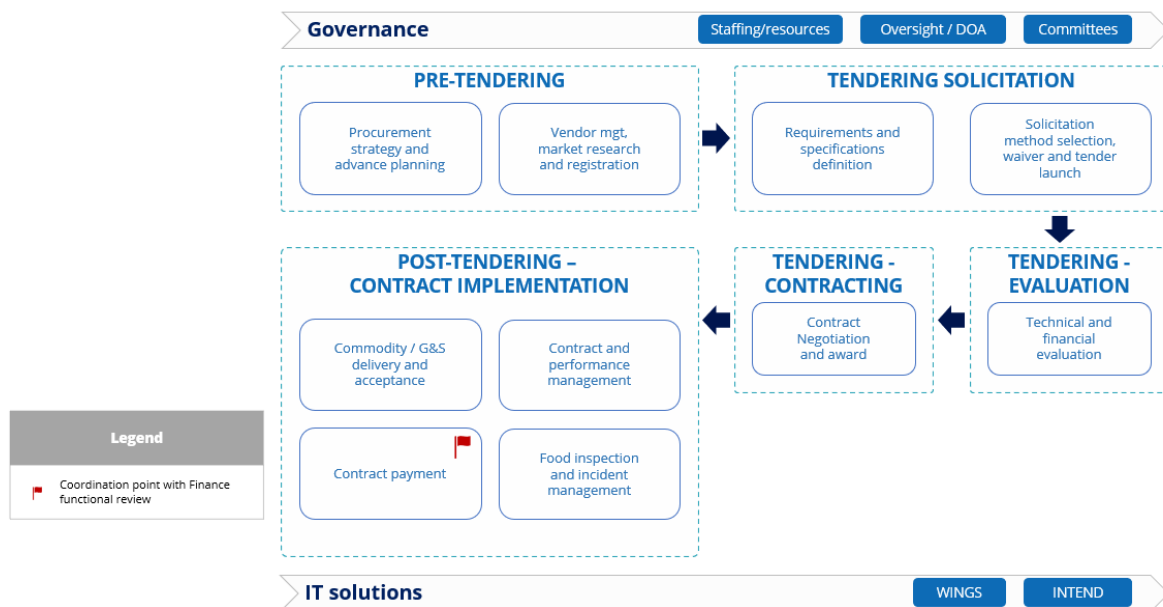 Governance
Staffing/resources
Oversight / DOA
Committees
PRE-TENDERING
Procurement
strategy and
advance planning
Vendor mgt,
market research
and registration
TENDERING SOLICITATION
Requirements and
specifications
definition
Solicitation
method selection,
waiver and tender
launch
POST-TENDERING –
CONTRACT IMPLEMENTATION
Commodity / G&S
delivery and
acceptance
Contract and
performance
management
Contract payment
Food inspection
and incident
management
TENDERING -
CONTRACTING
Contract
Negotiation
and award
TENDERING -
EVALUATION
Technical and
financial
evaluation
Legend
Coordination point with Finance
functional review
IT solutions
WINGS
INTEND